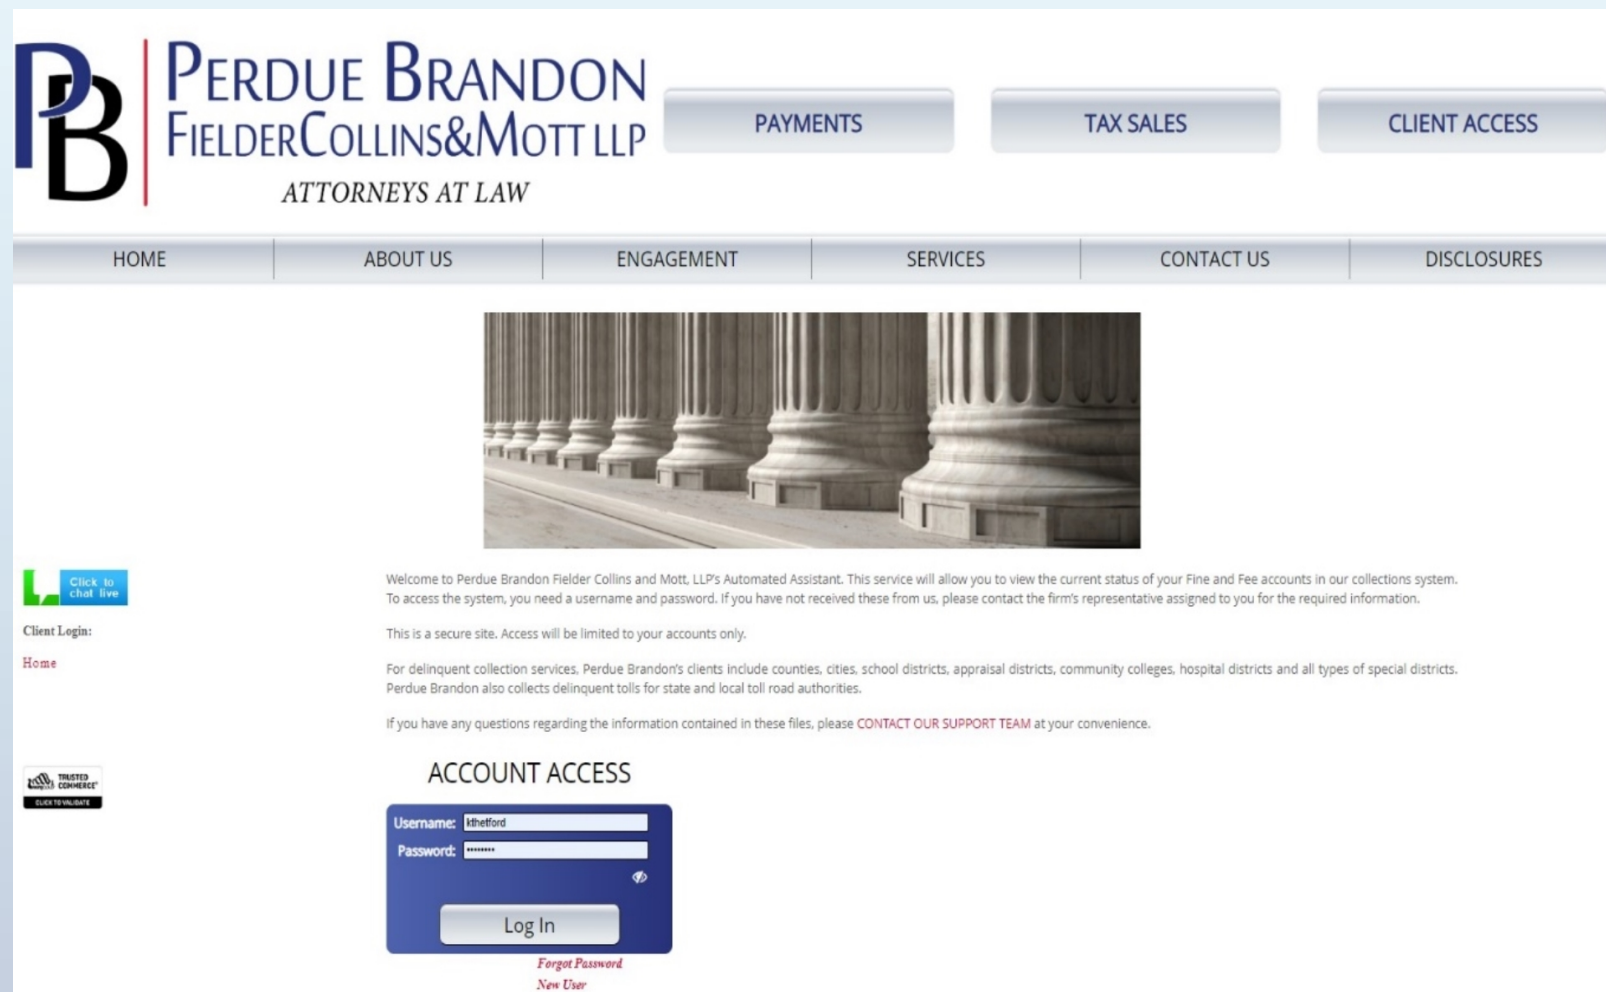 PB
PERDUE BRANDON
FIELDERCOLLINS&MOTT LLP
ATTORNEYS AT LAW
PAYMENTS
TAX SALES
CLIENT ACCESS
HOME
ABOUT US
ENGAGEMENT
SERVICES
CONTACT US
DISCLOSURES
Click to
chat live
Client Login:
Home
TRUSTED
COMMERCE
CLICK TO VALIDATE
Welcome to Perdue Brandon Fielder Collins and Mott, LLP's Automated Assistant. This service will allow you to view the current status of your Fine and Fee accounts in our collections system.
To access the system, you need a username and password. If you have not received these from us, please contact the firm's representative assigned to you for the required information.
This is a secure site. Access will be limited to your accounts only.
For delinquent collection services, Perdue Brandon's clients include counties, cities, school districts, appraisal districts, community colleges, hospital districts and all types of special districts.
Perdue Brandon also collects delinquent tolls for state and local toll road authorities.
If you have any questions regarding the information contained in these files, please CONTACT OUR SUPPORT TEAM at your convenience.
ACCOUNT ACCESS
Username: kthetford
Password: ••••••••
Log In
Forgot Password
New User